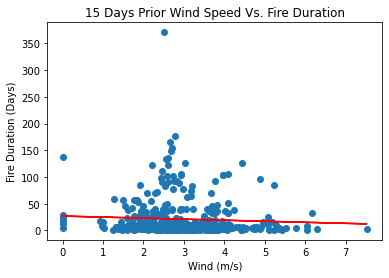 15 Days Prior Wind Speed Vs. Fire Duration
Fire Duration (Days)
350
300
250
200
150
100
50
0
0 1 2 3 4 5 6 7
Wind (m/s)